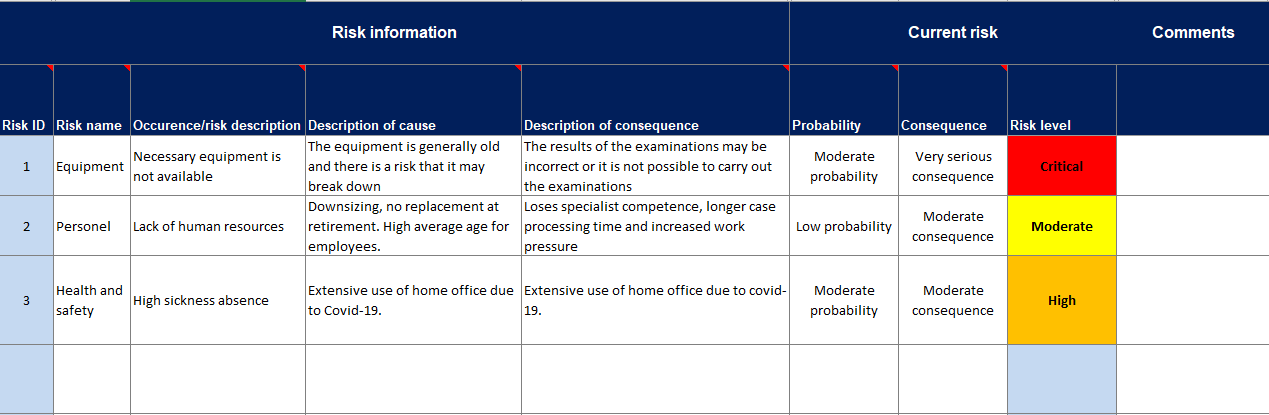 Risk information
Current risk
Comments
Risk ID
Risk name
Occurence/risk description
Description of cause
Description of consequence
Probability
Consequence
Risk level
1
Equipment
Necessary equipment is
not available
The equipment is generally old
and there is a risk that it may
break down
The results of the examinations may be
incorrect or it is not possible to carry out
the examinations
Moderate
probability
Very serious
consequence
Critical
2
Personel
Lack of human resources
Downsizing, no replacement at
retirement. High average age for
employees.
Loses specialist competence, longer case
processing time and increased work
pressure
Low probability
Moderate
consequence
Moderate
3
Health and
safety
High sickness absence
Extensive use of home office due
to Covid-19.
Extensive use of home office due to covid-
19.
Moderate
probability
Moderate
consequence
High